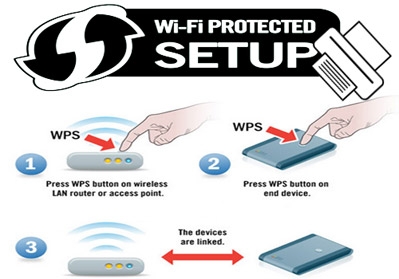 Wi-Fi PROTECTED
SETUP
WPS
1
Press WPS button on wireless
LAN router or access point.
WPS
2
Press WPS button on
end device.
3
The devices
are linked.